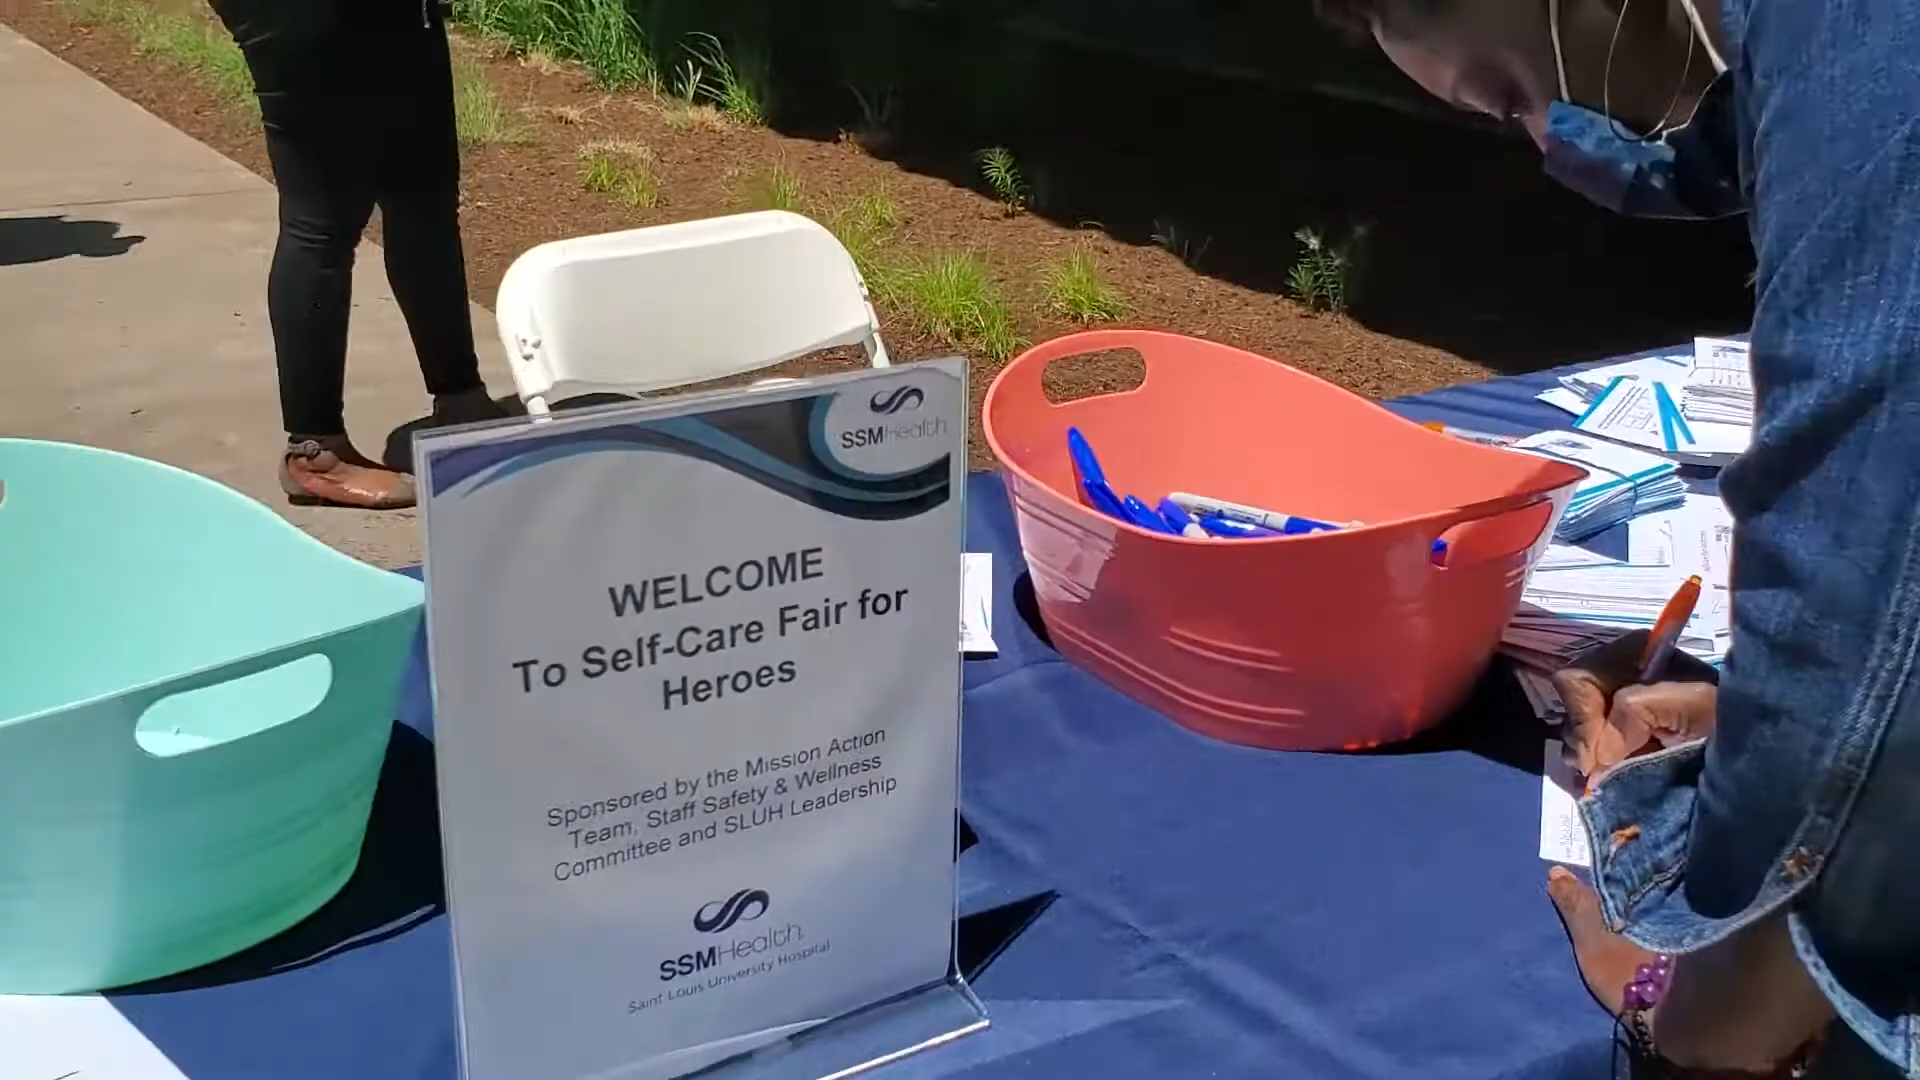 SSMHealth
WELCOME
To Self-Care Fair for
Heroes
Sponsored by the Mission Action
Team, Staff Safety & Wellness
Committee and SLUH Leadership
SSMHealth
Saint Louis University Hospital